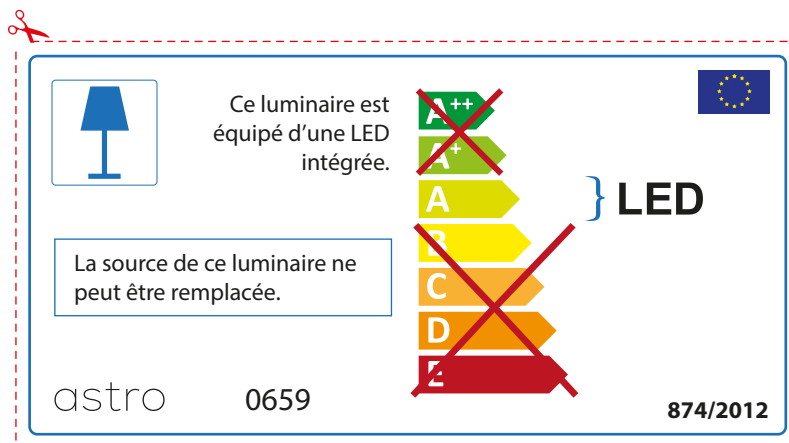 Ce luminaire est
équipé d'une LED
intégrée.
A++
A+
A
B
C
D
E
LED
La source de ce luminaire ne
peut être remplacée.
astro
0659
874/2012